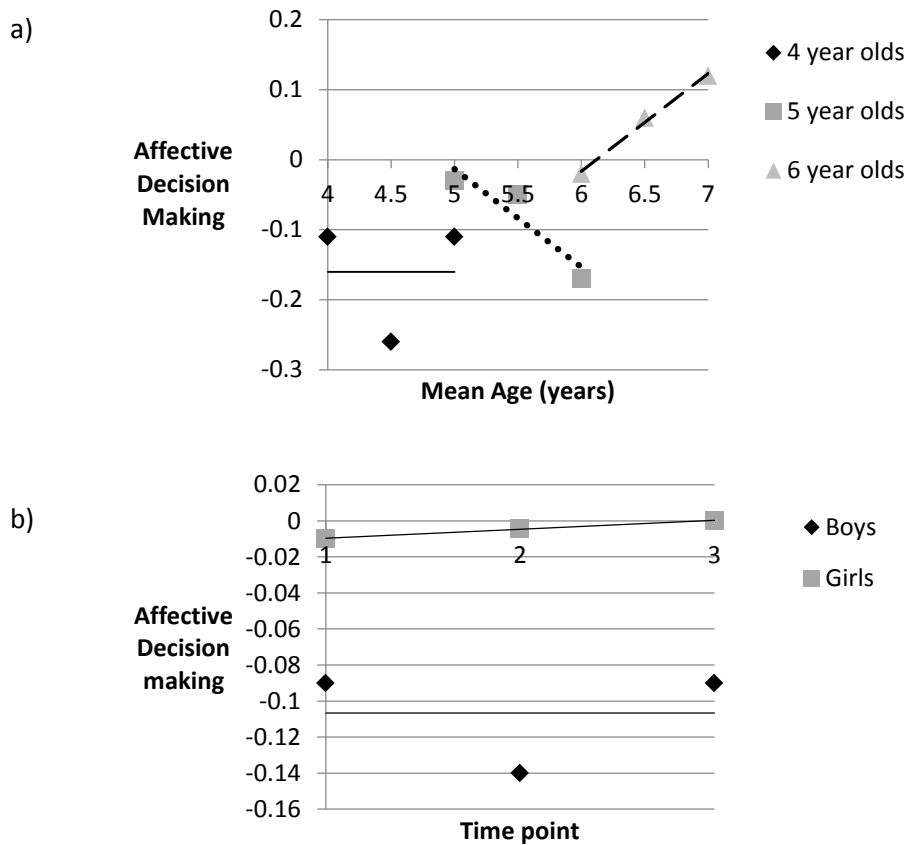 a)
0.2
0.1
0
-0.1
-0.2
-0.3
Affective
Decision
Making
4 4.5 5 5.5 6 6.5 7
Mean Age (years)
4 year olds
5 year olds
6 year olds
b)
0.02
0
-0.02
-0.04
-0.06
-0.08
-0.1
-0.12
-0.14
-0.16
Affective
Decision
making
1 2 3
Time point
Boys
Girls